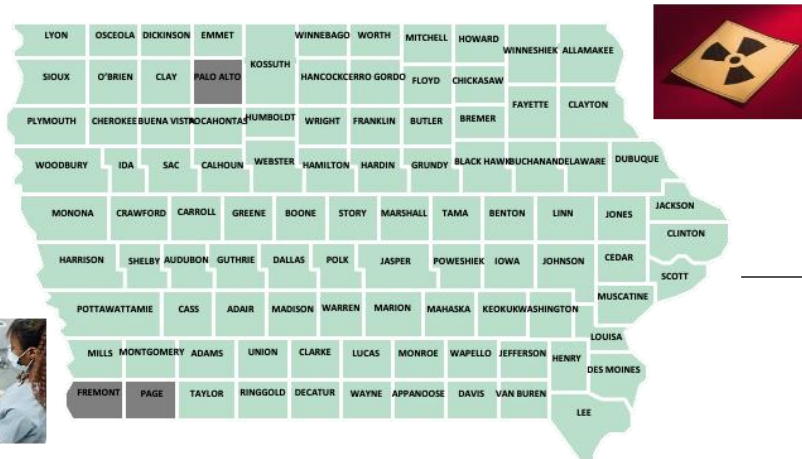 LYON OSCEOLA DICKINSON EMMET WINNEBAGO WORTH MITCHELL HOWARD
WINNESHIEK ALLAMAKEE
KOSSUTH
SIOUX O'BRIEN CLAY PALO ALTO HANCOCK CERRO GORDO FLOYD CHICKASAW
FAYETTE CLAYTON
PLYMOUTH CHEROKEE BUENA VISTA POCAHONTAS HUMBOLDT WRIGHT FRANKLIN BUTLER BREMER
WOODBURY IDA SAC CALHOUN WEBSTER HAMILTON HARDIN GRUNDY BLACK HAWK BUCHANAN DELAWARE DUBUQUE
MONONA CRAWFORD CARROLL GREENE BOONE STORY MARSHALL TAMA BENTON LINN JONES JACKSON
CLINTON
HARRISON SHELBY AUDUBON GUTHRIE DALLAS POLK JASPER POWESHIEK IOWA JOHNSON CEDAR
SCOTT
MUSCATINE
POTTAWATTAMIE CASS ADAIR MADISON WARREN MARION MAHASKA KEOKUK WASHINGTON
LOUISA
MILLS MONTGOMERY ADAMS UNION CLARKE LUCAS MONROE WAPELLO JEFFERSON HENRY
DES MOINES
FREMONT PAGE TAYLOR RINGGOLD DECATUR WAYNE APPANOOSE DAVIS VAN BUREN
LEE